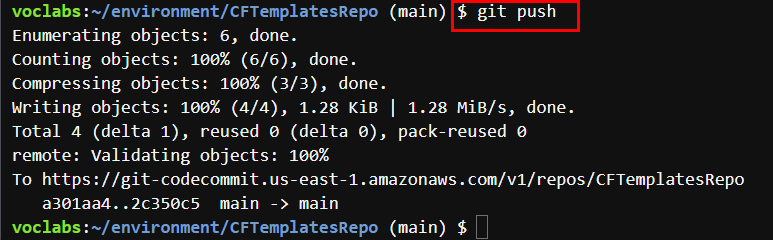 voclabs:~/environment/CFTemplatesRepo (main) $ git push
Enumerating objects: 6, done.
Counting objects: 100% (6/6), done.
Compressing objects: 100% (3/3), done.
Writing objects: 100% (4/4), 1.28 KiB | 1.28 MiB/s, done.
Total 4 (delta 1), reused 0 (delta 0), pack-reused 0
remote: Validating objects: 100%
To https://git-codecommit.us-east-1.amazonaws.com/v1/repos/CFTemplatesRepo
   a301aa4..2c350c5  main -> main
voclabs:~/environment/CFTemplatesRepo (main) $